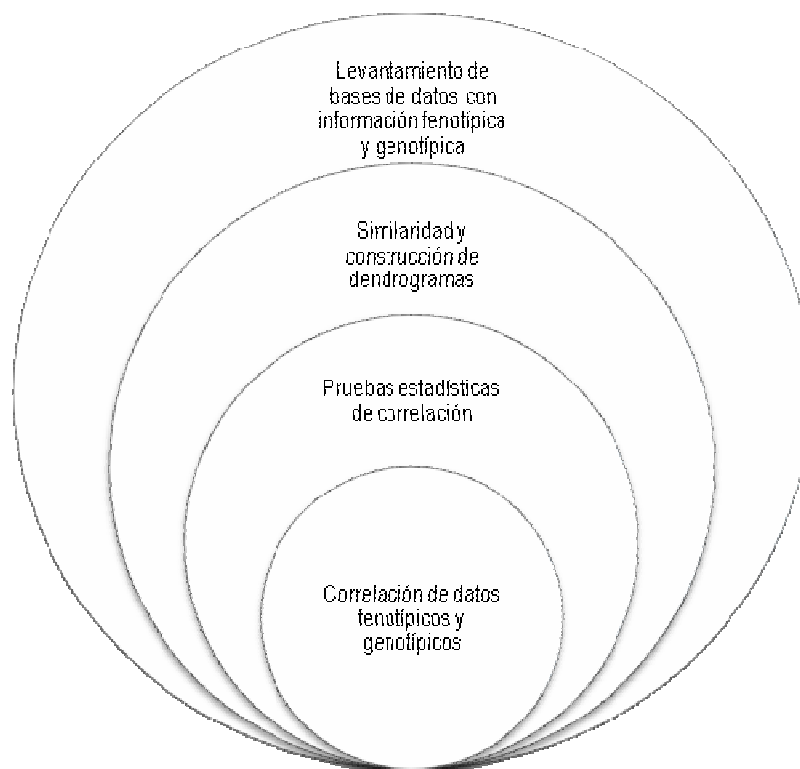 Levantamiento de
bases de datos con
información fenotípica
y genotípica
Similaridad y
construcción de
dendrogramas
Pruebas estadísticas
de correlación
Correlación de datos
fenotípicos y
genotípicos